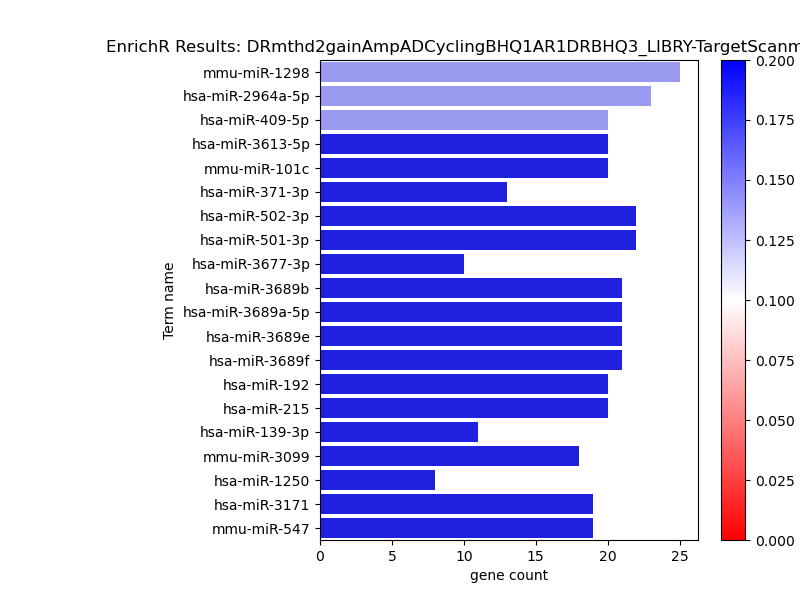 EnrichR Results: DRmthd2gainAmpADCyclingBHQ1AR1DRBHQ3_LIBRY-TargetScanm
mmu-miR-1298
hsa-miR-2964a-5p
hsa-miR-409-5p
hsa-miR-3613-5p
mmu-miR-101c
hsa-miR-371-3p
hsa-miR-502-3p
hsa-miR-501-3p
hsa-miR-3677-3p
hsa-miR-3689b
hsa-miR-3689a-5p
hsa-miR-3689e
hsa-miR-3689f
hsa-miR-192
hsa-miR-215
hsa-miR-139-3p
mmu-miR-3099
hsa-miR-1250
hsa-miR-3171
mmu-miR-547
Term name
0 5 10 15 20 25
gene count
0.200
0.175
0.150
0.125
0.100
0.075
0.050
0.025
0.000